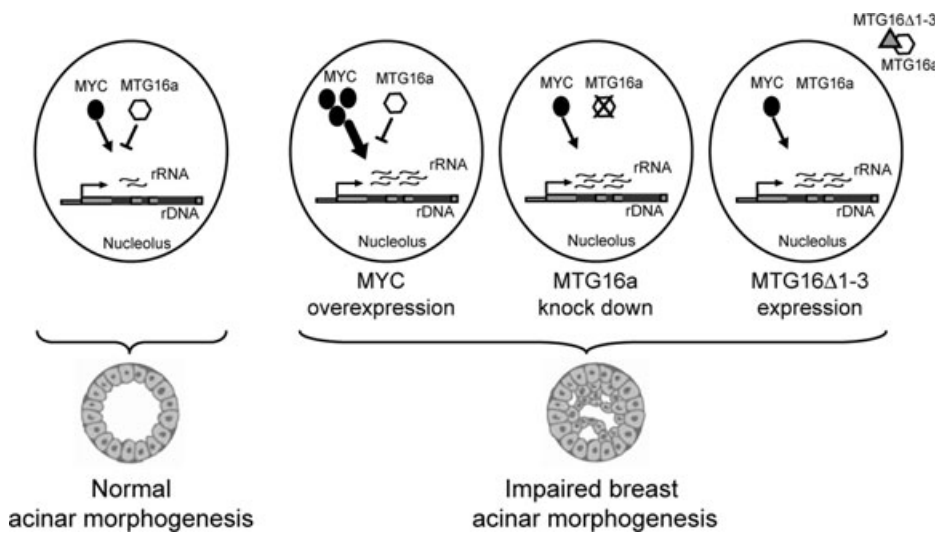 MYC MTG16a
rRNA
rDNA
Nucleolus
MYC MTG16a
rRNA
rDNA
Nucleolus
MYC
overexpression
MYC MTG16a
rRNA
rDNA
Nucleolus
MTG16a
knock down
MTG16Δ1-3
MTG16a
MYC MTG16a
rRNA
rDNA
Nucleolus
MTG16Δ1-3
expression
Normal
acinar morphogenesis
Impaired breast
acinar morphogenesis